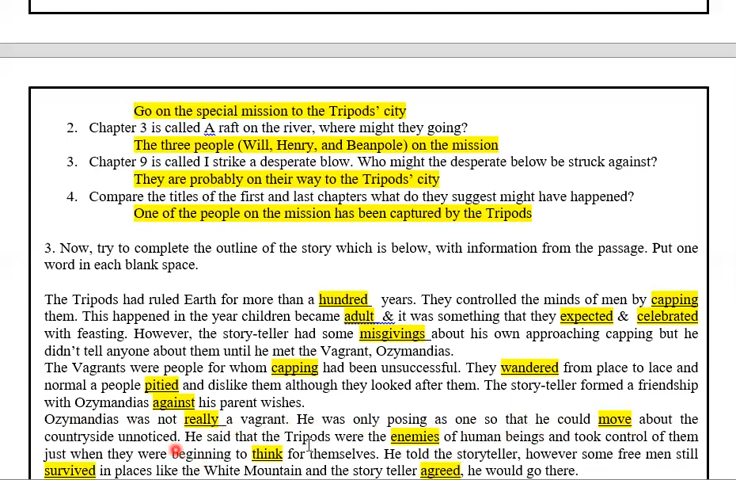 Go on the special mission to the Tripods’ city
2. Chapter 3 is called A raft on the river, where might they going?
The three people (Will, Henry, and Beanpole) on the mission
3. Chapter 9 is called I strike a desperate blow. Who might the desperate below be struck against?
They are probably on their way to the Tripods’ city
4. Compare the titles of the first and last chapters what do they suggest might have happened?
One of the people on the mission has been captured by the Tripods
3. Now, try to complete the outline of the story which is below, with information from the passage. Put one
word in each blank space.
The Tripods had ruled Earth for more than a hundred years. They controlled the minds of men by capping
them. This happened in the year children became adult & it was something that they expected & celebrated
with feasting. However, the story-teller had some misgivings about his own approaching capping but he
didn’t tell anyone about them until he met the Vagrant, Ozymandias.
The Vagrants were people for whom capping had been unsuccessful. They wandered from place to lace and
normal a people pitied and dislike them although they looked after them. The story-teller formed a friendship
with Ozymandias against his parent wishes.
Ozymandias was not really a vagrant. He was only posing as one so that he could move about the
countryside unnoticed. He said that the Tripods were the enemies of human beings and took control of them
just when they were beginning to think for themselves. He told the storyteller, however some free men still
survived in places like the White Mountain and the story teller agreed, he would go there.